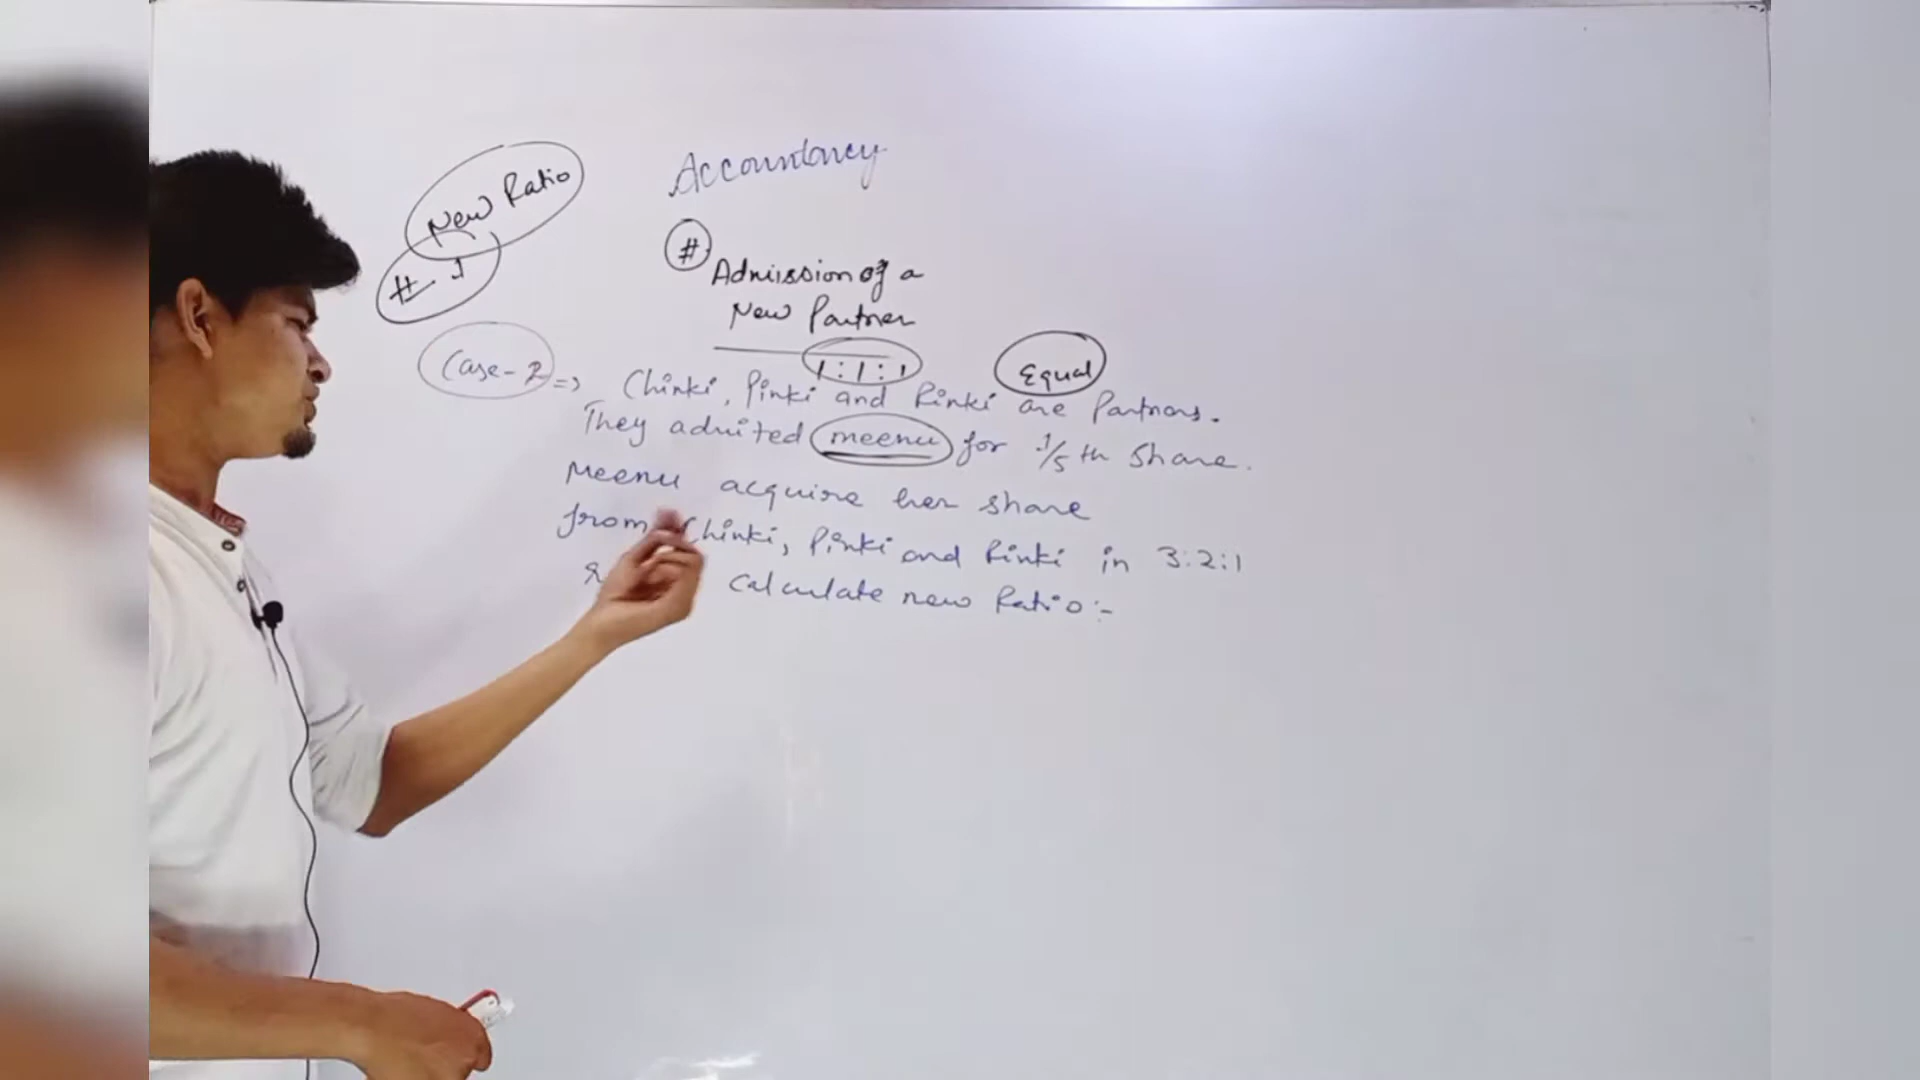 New Ratio
# 1
Accountancy
#
Admission of a
New Partner
1:1:1
Equal
Case-2 => Chinki, Pinki and Rinki are Partners.
They admited meenu for 1/5 th Share.
Meenu acquire her share
from Chinki, Pinki and Rinki in 3:2:1
calculate new Ratio:-